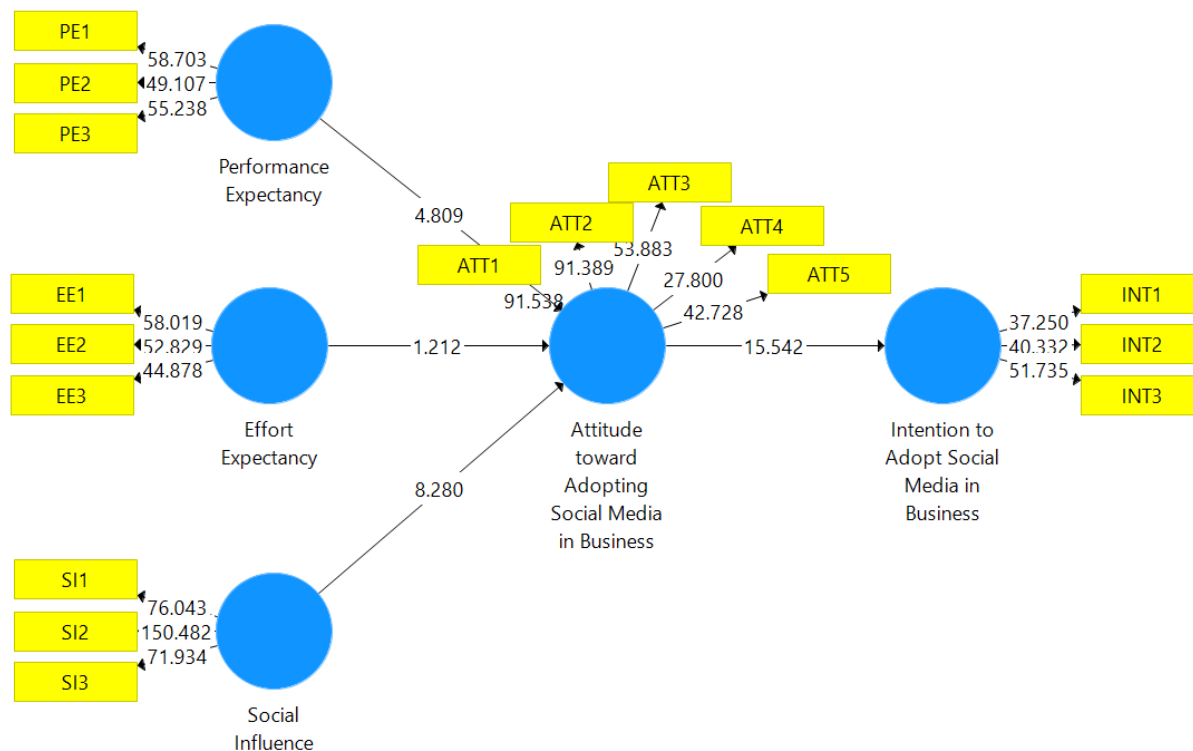 PE1
58.703
PE2
49.107
PE3
55.238
Performance
Expectancy
4.809
ATT1
ATT2
ATT3
ATT4
ATT5
91.538
91.389
53.883
27.800
42.728
EE1
58.019
EE2
52.829
EE3
44.878
Effort
Expectancy
1.212
Attitude
toward
Adopting
Social Media
in Business
15.542
Intention to
Adopt Social
Media in
Business
INT1
37.250
INT2
40.332
INT3
51.735
8.280
SI1
76.043
SI2
150.482
SI3
71.934
Social
Influence